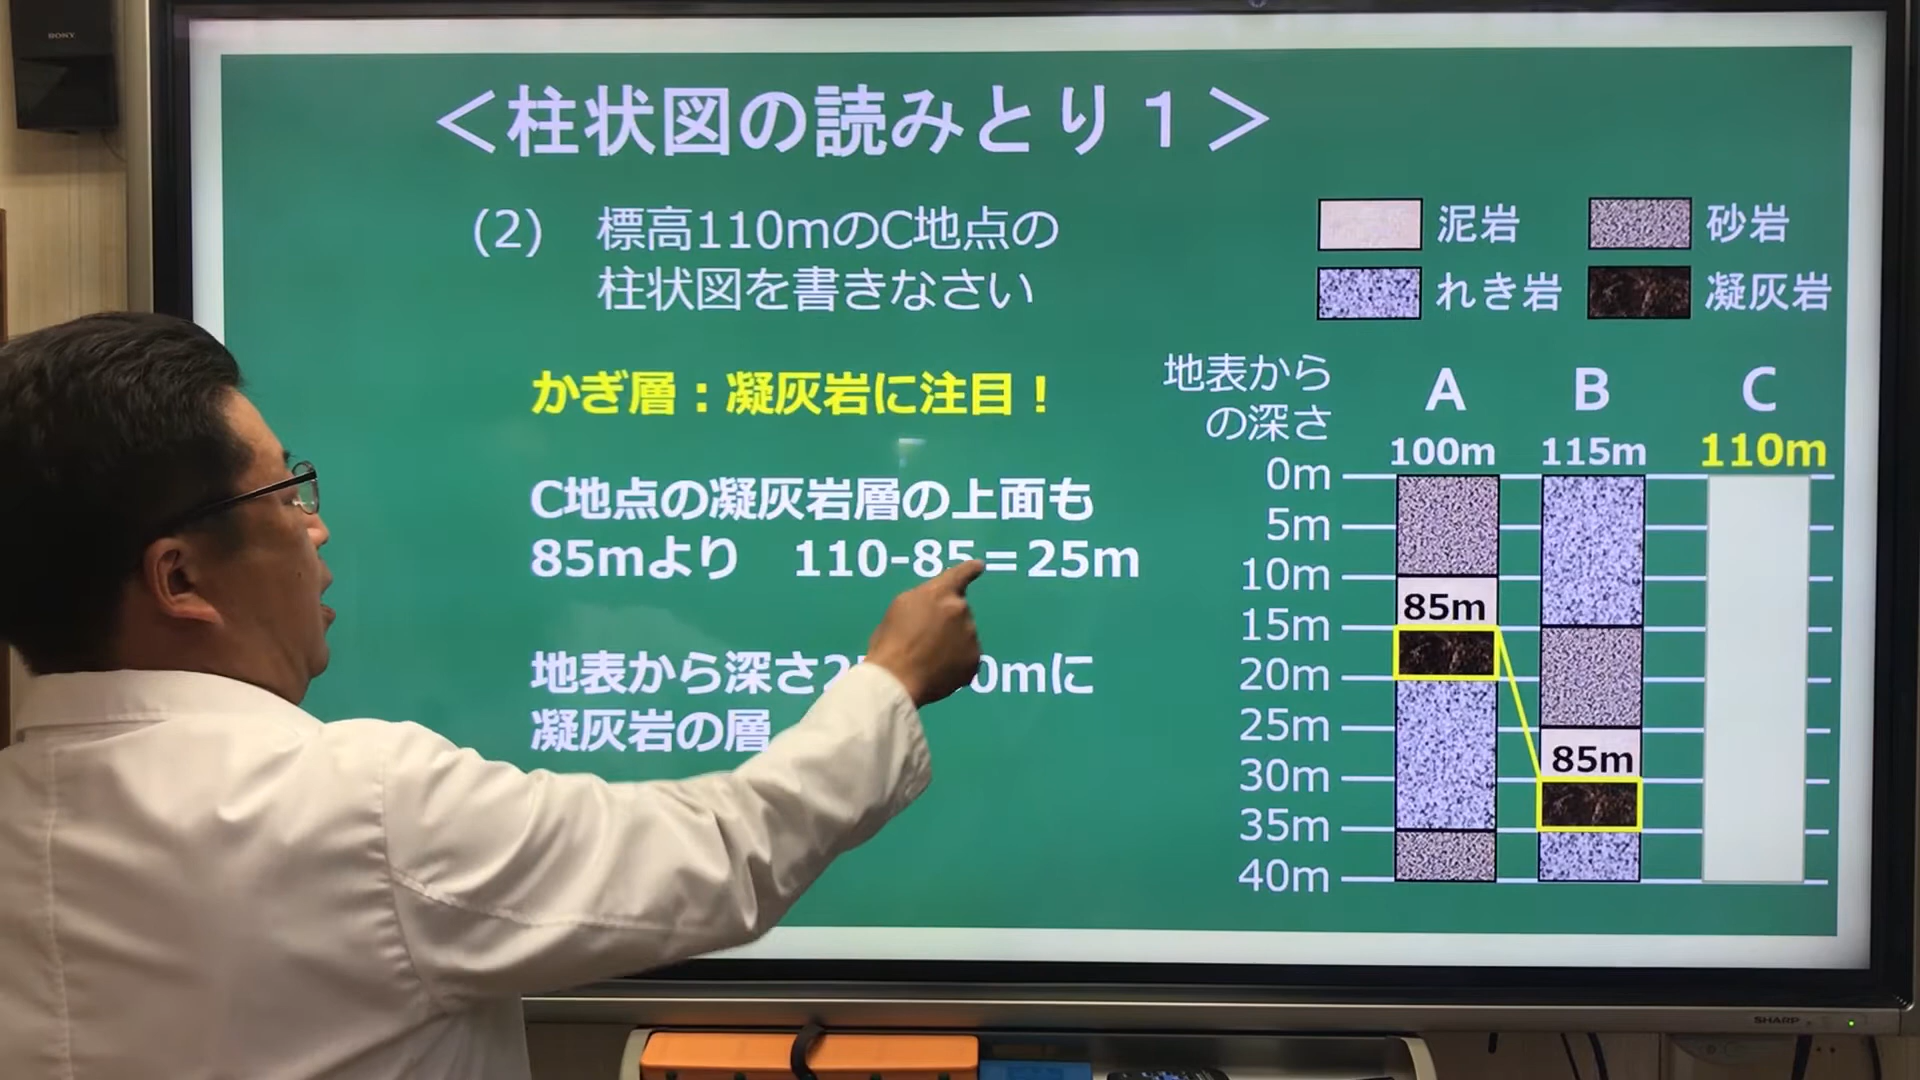 SONY
＜柱状図の読みとり１＞
(2) 標高110mのC地点の
柱状図を書きなさい
泥岩 砂岩
れき岩 凝灰岩
かぎ層：凝灰岩に注目！
C地点の凝灰岩層の上面も
85mより 110-85＝25m
地表から深さ2 0mに
凝灰岩の層
地表から
の深さ
A B C
100m 115m 110m
0m
5m
10m
85m
15m
20m
25m
85m
30m
35m
40m
SHARP